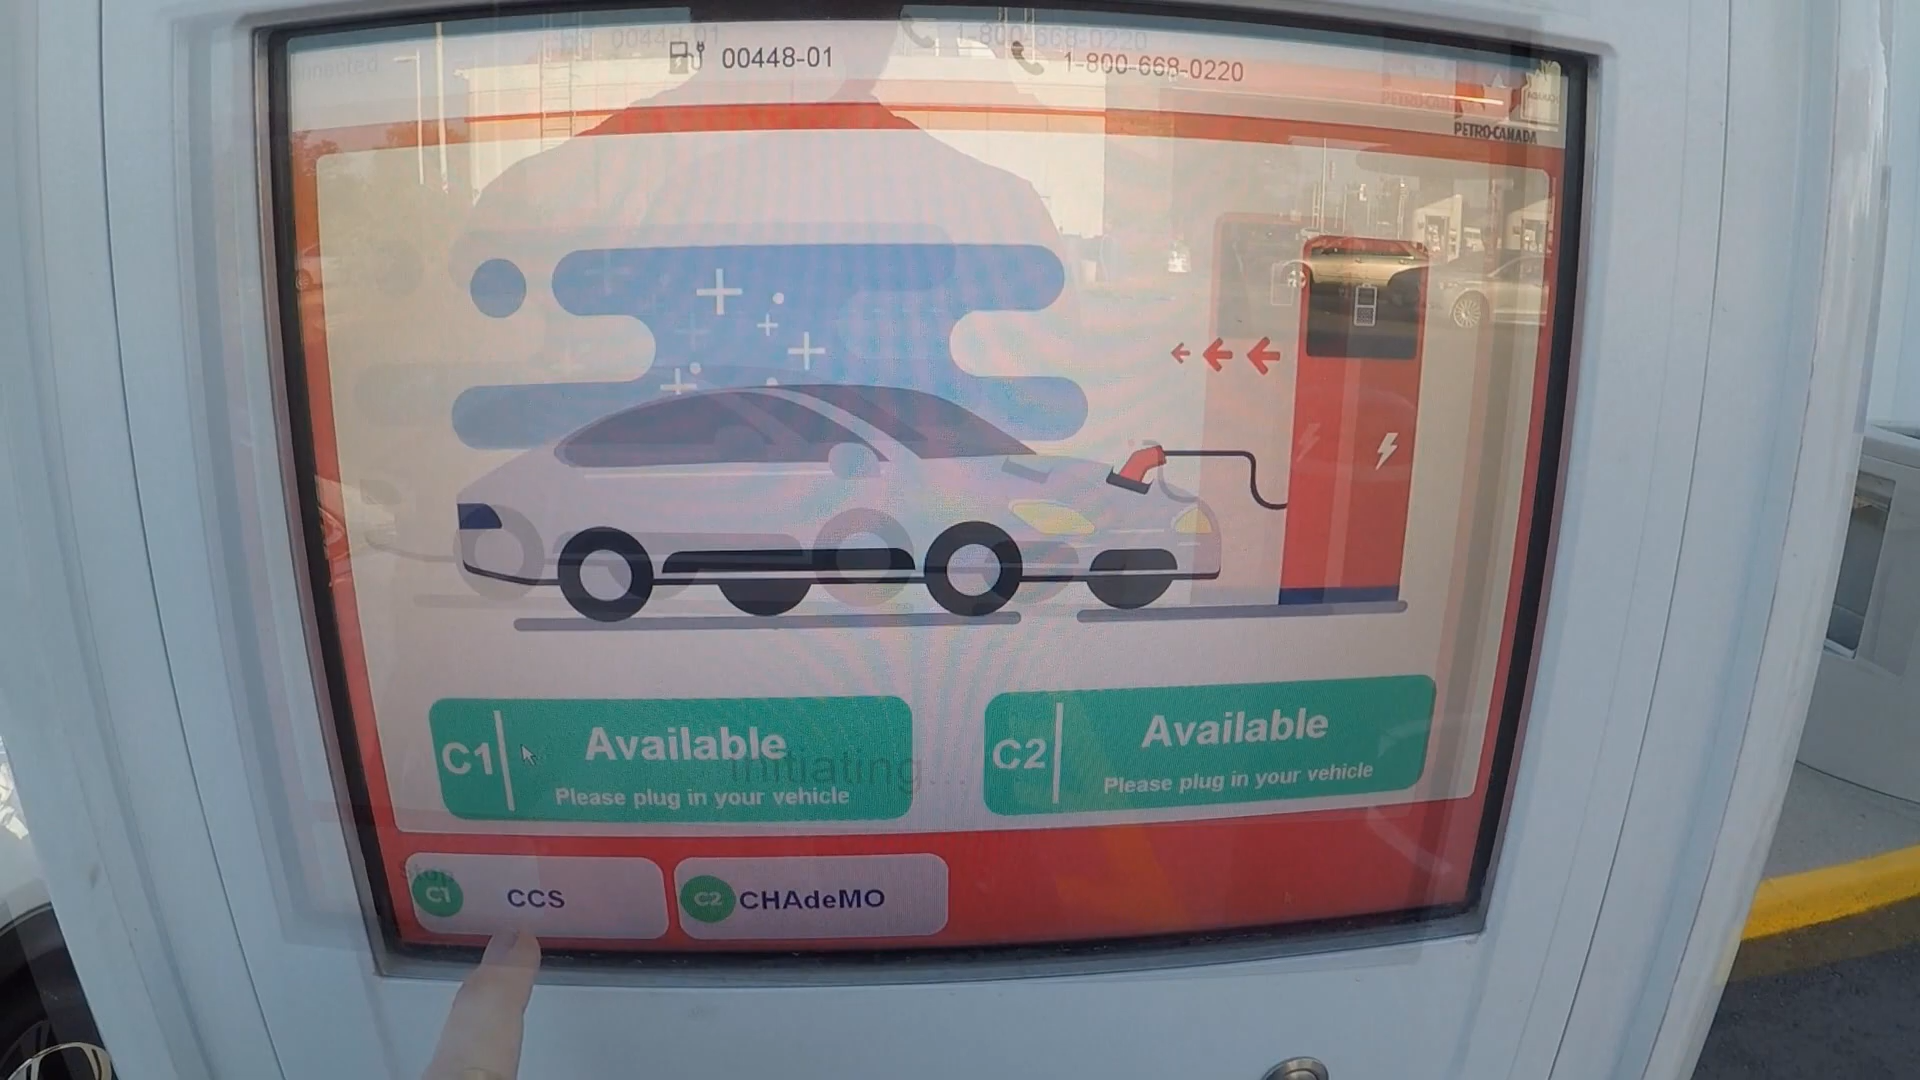 00448-01
1-800-668-0220
PETRO-CANADA
C1
Available
Please plug in your vehicle
C2
Available
Please plug in your vehicle
Initiating...
Stop
C1 CCS
C2 CHAdeMO